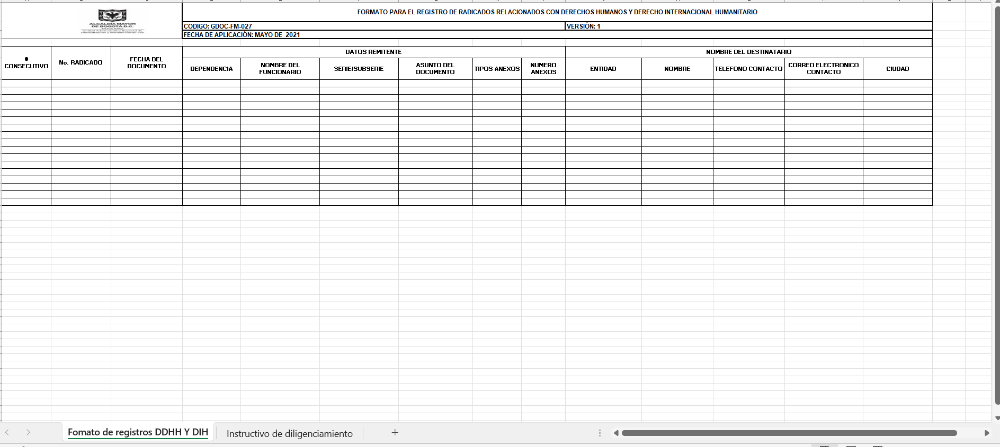 ALCALDÍA MAYOR
DE BOGOTÁ D.C.
MOVILIDAD
Unidad Administrativa Especial de
Rehabilitación y Mantenimiento Vial
FORMATO PARA EL REGISTRO DE RADICADOS RELACIONADOS CON DERECHOS HUMANOS Y DERECHO INTERNACIONAL HUMANITARIO
CODIGO: GDOC-FM-027
VERSIÓN: 1
FECHA DE APLICACIÓN: MAYO DE 2021
DATOS REMITENTE
NOMBRE DEL DESTINATARIO
#
CONSECUTIVO
No. RADICADO
FECHA DEL
DOCUMENTO
DEPENDENCIA
NOMBRE DEL
FUNCIONARIO
SERIE/SUBSERIE
ASUNTO DEL
DOCUMENTO
TIPOS ANEXOS
NUMERO
ANEXOS
ENTIDAD
NOMBRE
TELEFONO CONTACTO
CORREO ELECTRONICO
CONTACTO
CIUDAD
Fomato de registros DDHH Y DIH
Instructivo de diligenciamiento